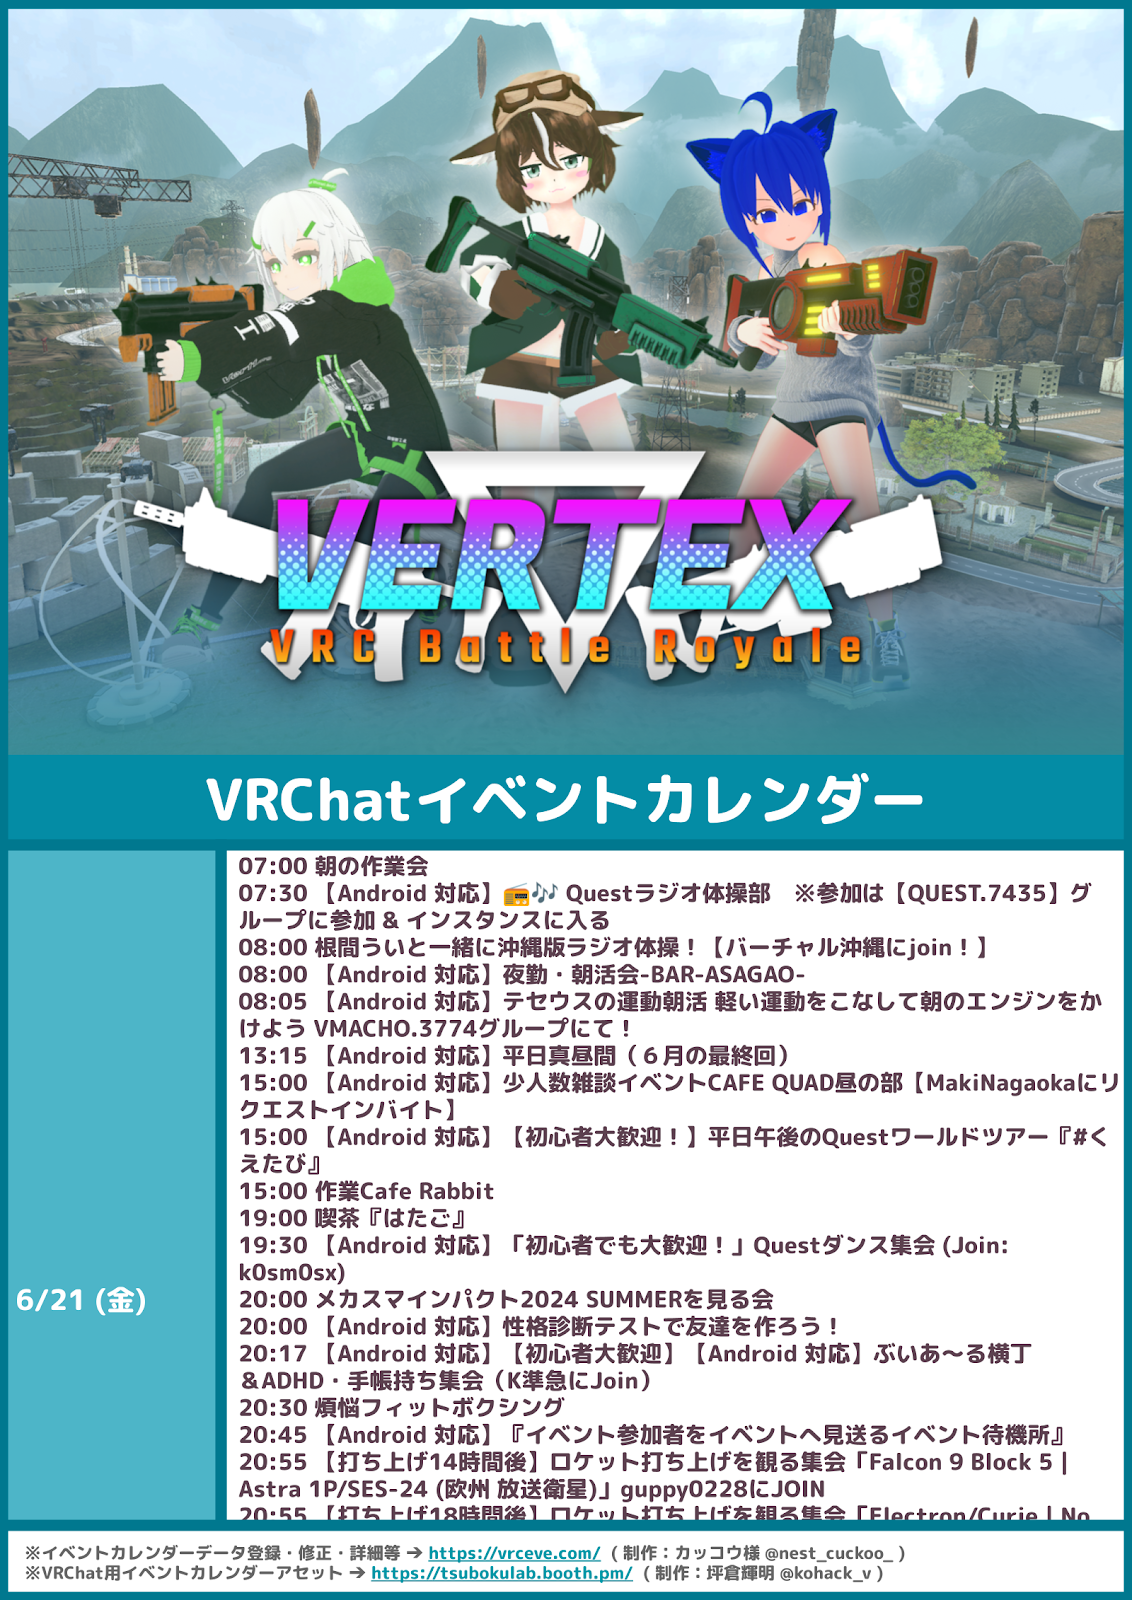 VERTEX
VRC Battle Royale
VRChatイベントカレンダー
6/21 (金)
07:00 朝の作業会
07:30 【Android 対応】📻🎶 Questラジオ体操部　※参加は【QUEST.7435】グ
ループに参加 & インスタンスに入る
08:00 根間ういと一緒に沖縄版ラジオ体操！【バーチャル沖縄にjoin！】
08:00 【Android 対応】夜勤・朝活会-BAR-ASAGAO-
08:05 【Android 対応】テセウスの運動朝活 軽い運動をこなして朝のエンジンをか
けよう VMACHO.3774グループにて！
13:15 【Android 対応】平日真昼間（６月の最終回）
15:00 【Android 対応】少人数雑談イベントCAFE QUAD昼の部【MakiNagaokaにリ
クエストインバイト】
15:00 【Android 対応】【初心者大歓迎！】平日午後のQuestワールドツアー『#く
えたび』
15:00 作業Cafe Rabbit
19:00 喫茶『はたご』
19:30 【Android 対応】「初心者でも大歓迎！」Questダンス集会 (Join:
k0sm0sx)
20:00 メカスマインパクト2024 SUMMERを見る会
20:00 【Android 対応】性格診断テストで友達を作ろう！
20:17 【Android 対応】【初心者大歓迎】【Android 対応】ぶいあ〜る横丁
＆ADHD・手帳持ち集会（K準急にJoin）
20:30 煩悩フィットボクシング
20:45 【Android 対応】『イベント参加者をイベントへ見送るイベント待機所』
20:55 【打ち上げ14時間後】ロケット打ち上げを観る集会「Falcon 9 Block 5 |
Astra 1P/SES-24 (欧州 放送衛星)」guppy0228にJOIN
20:55 【打ち上げ18時間後】ロケット打ち上げを観る集会「Electron/Curie | No
※イベントカレンダーデータ登録・修正・詳細等 → https://vrceve.com/ ( 制作：カッコウ様 @nest_cuckoo_ )
※VRChat用イベントカレンダーアセット → https://tsubokulab.booth.pm/ ( 制作：坪倉輝明 @kohack_v )